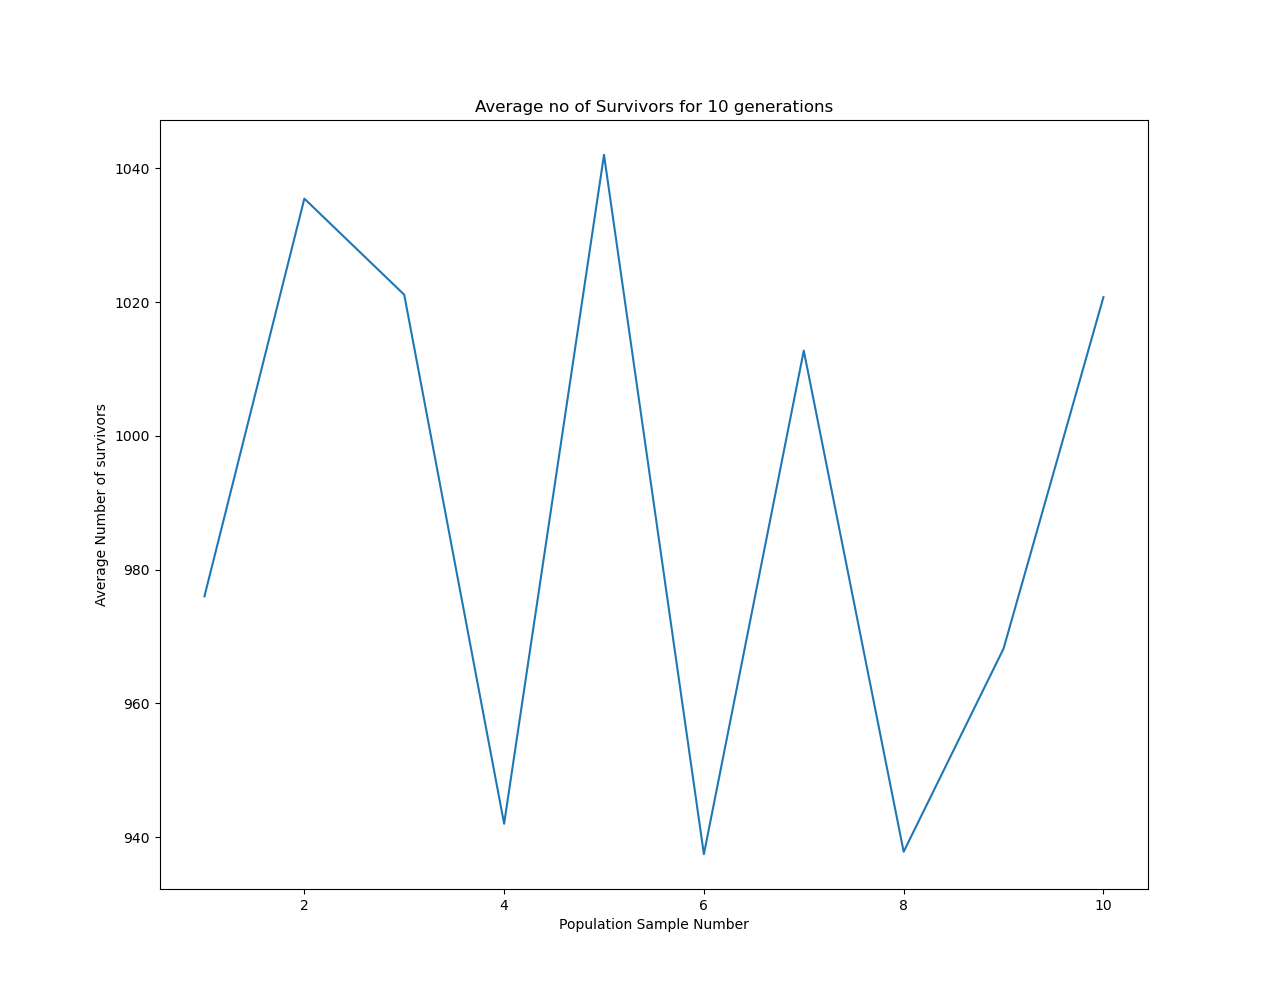 Average no of Survivors for 10 generations
Average Number of survivors
1040
1020
1000
980
960
940
2 4 6 8 10
Population Sample Number